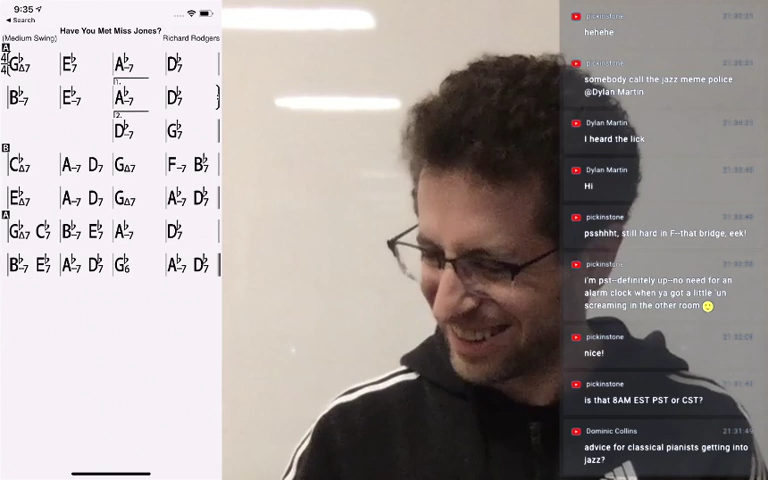 9:35
◀ Search
Have You Met Miss Jones?
(Medium Swing)
Richard Rodgers
A
4/4 G♭Δ7 E♭7 A♭-7 D♭7
B♭-7 E♭-7 1. A♭-7 D♭7
2. D♭-7 G♭7
B
C♭Δ7 A-7 D7 GΔ7 F-7 B♭7
E♭Δ7 A-7 D7 GΔ7 A♭-7 D♭7
A
G♭Δ7 C♭7 B♭-7 E♭7 A♭-7 D♭7
B♭-7 E♭7 A♭-7 D♭7 G♭6 A♭-7 D♭7
pickinstone
hehehe
pickinstone
somebody call the jazz meme police
@Dylan Martin
Dylan Martin
I heard the lick
Dylan Martin
Hi
pickinstone
psshhht, still hard in F--that bridge, eek!
pickinstone
i'm pst--definitely up--no need for an
alarm clock when ya got a little 'un
screaming in the other room 🙂
pickinstone
nice!
pickinstone
is that 8AM EST PST or CST?
Dominic Collins
advice for classical pianists getting into
jazz?